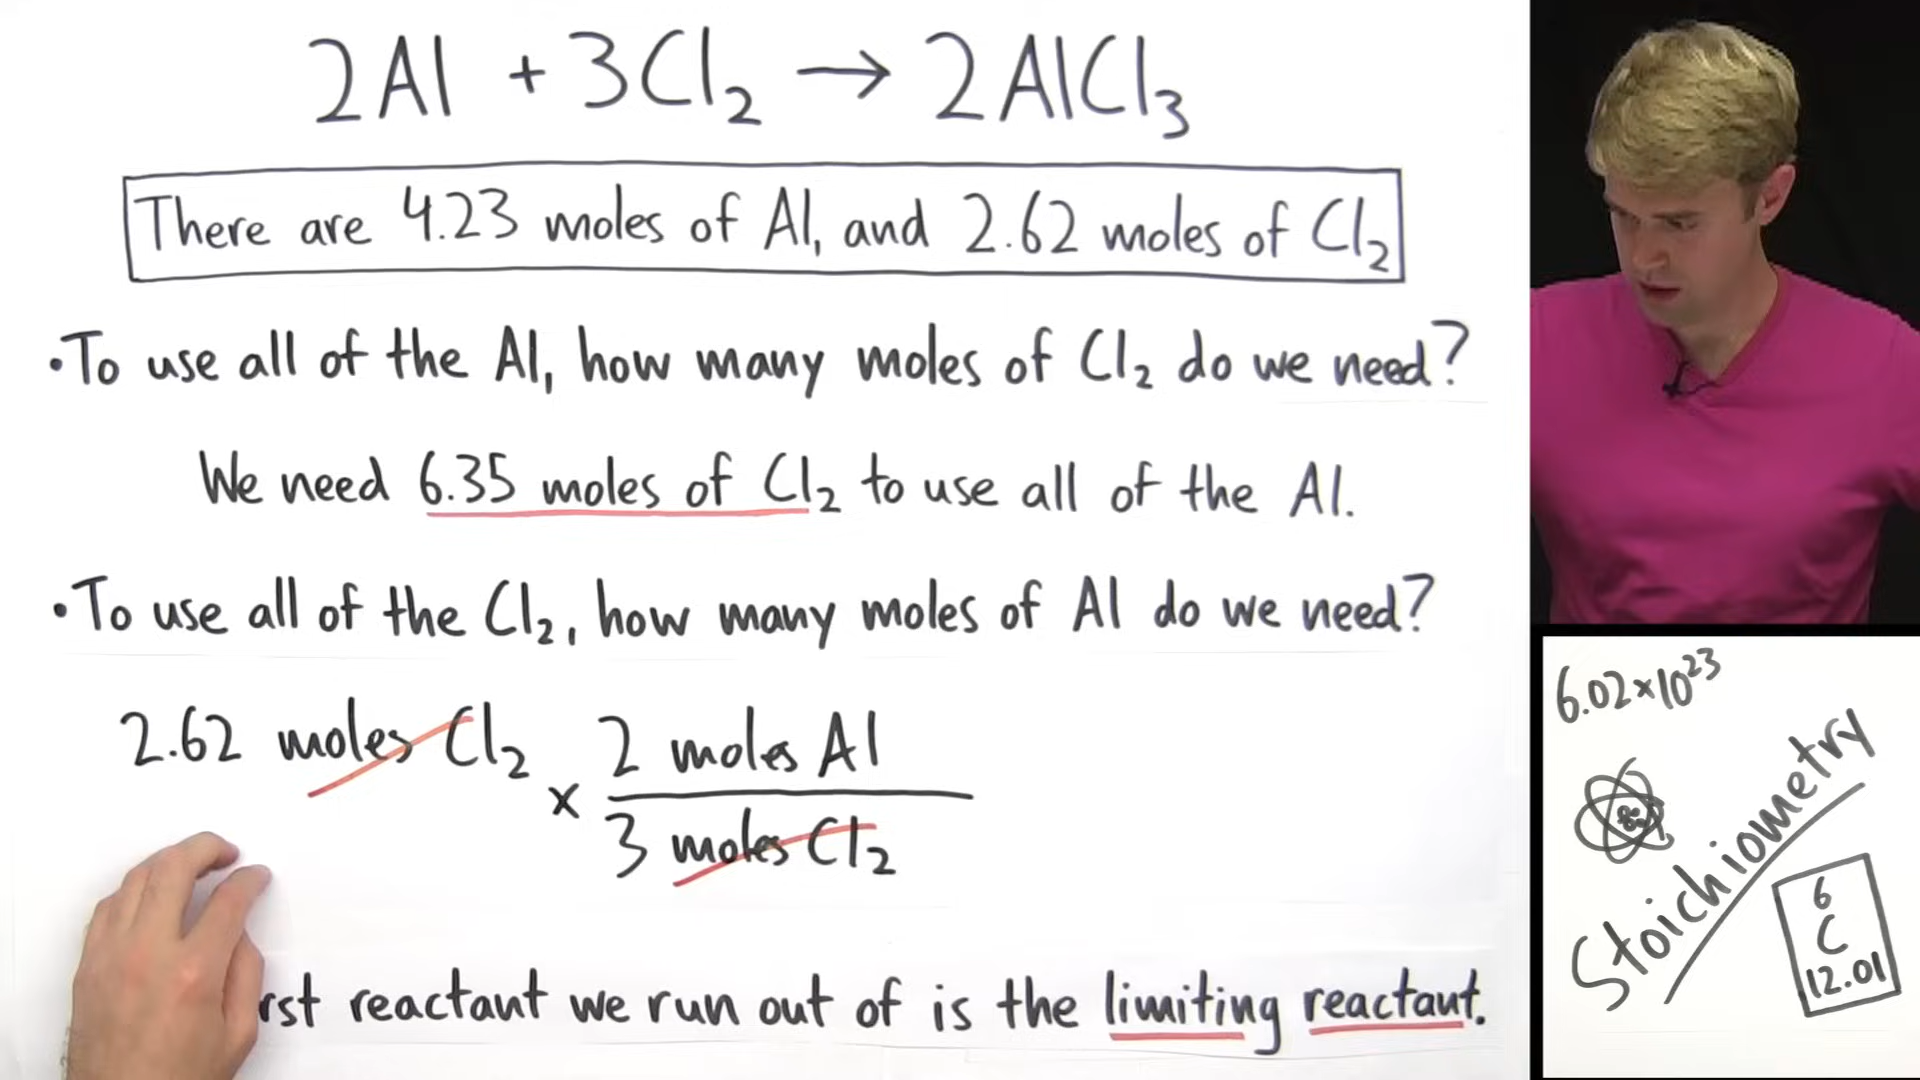 2Al + 3Cl₂ → 2AlCl₃
There are 4.23 moles of Al, and 2.62 moles of Cl₂
•To use all of the Al, how many moles of Cl₂ do we need?
We need 6.35 moles of Cl₂ to use all of the Al.
•To use all of the Cl₂, how many moles of Al do we need?
2.62 moles Cl₂ x 2 moles Al
3 moles Cl₂
rst reactant we run out of is the limiting reactant.
6.02×10²³
Stoichiometry
6
C
12.01